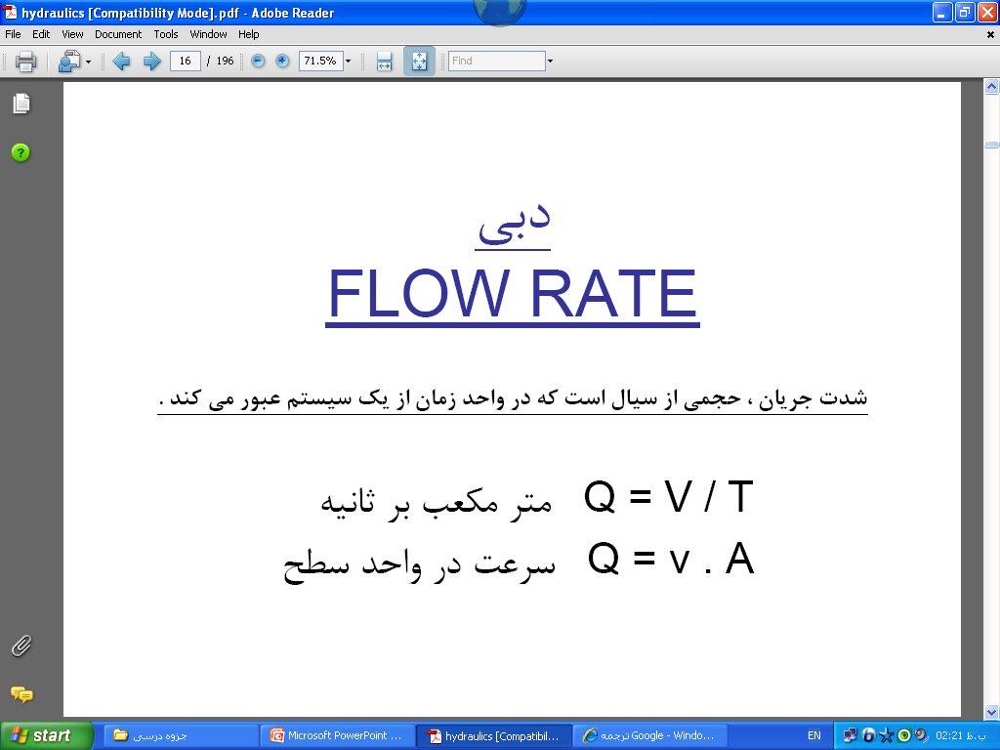 hydraulics [Compatibility Mode].pdf - Adobe Reader
File Edit View Document Tools Window Help
16 / 196 71.5% Find
دبی
FLOW RATE
شدت جریان ، حجمی از سیال است که در واحد زمان از یک سیستم عبور می کند .
Q = V / T متر مکعب بر ثانیه
Q = v . A سرعت در واحد سطح
start جزوه درسی Microsoft PowerPoint ... hydraulics [Compatibil... ترجمه Google - Windo... EN 02:21 ب.ظ